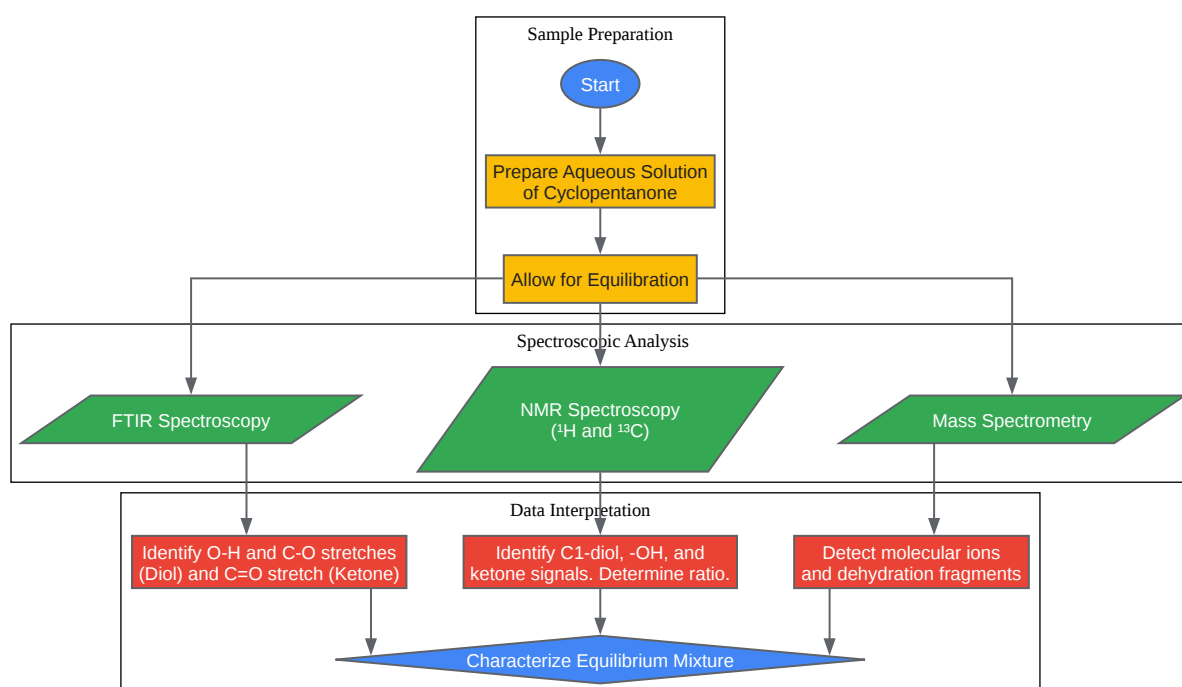 Sample Preparation
Start
Prepare Aqueous Solution
of Cyclopentanone
Allow for Equilibration
Spectroscopic Analysis
FTIR Spectroscopy
NMR Spectroscopy
(¹H and ¹³C)
Mass Spectrometry
Data Interpretation
Identify O-H and C-O stretches
(Diol) and C=O stretch (Ketone)
Identify C1-diol, -OH, and
ketone signals. Determine ratio.
Detect molecular ions
and dehydration fragments
Characterize Equilibrium Mixture